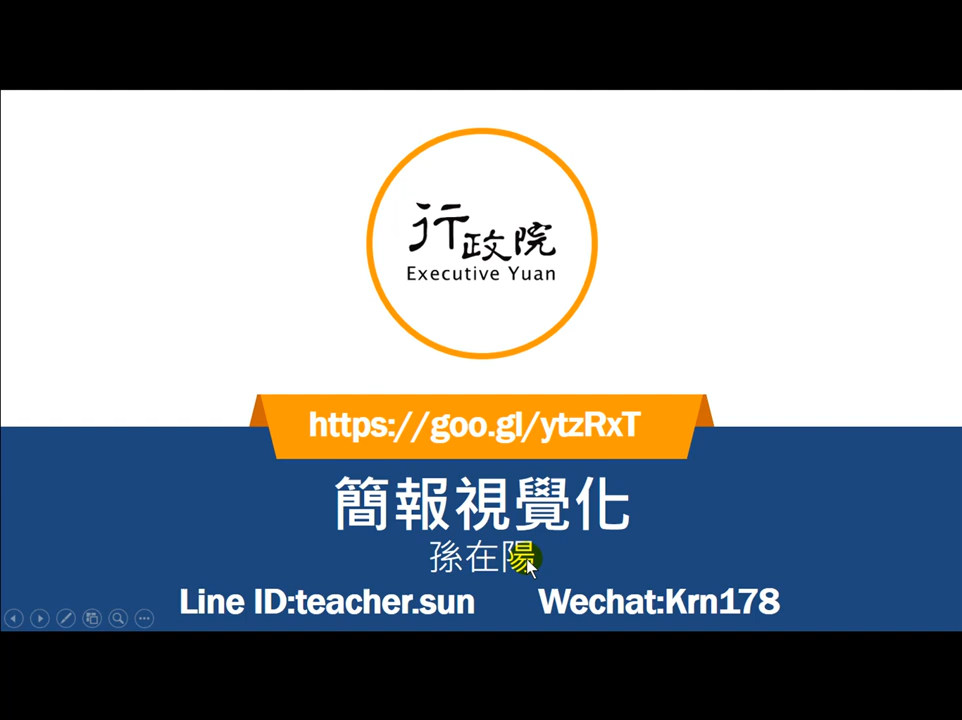 行政院
Executive Yuan
https://goo.gl/ytzRxT
簡報視覺化
孫在陽
Line ID:teacher.sun Wechat:Krn178